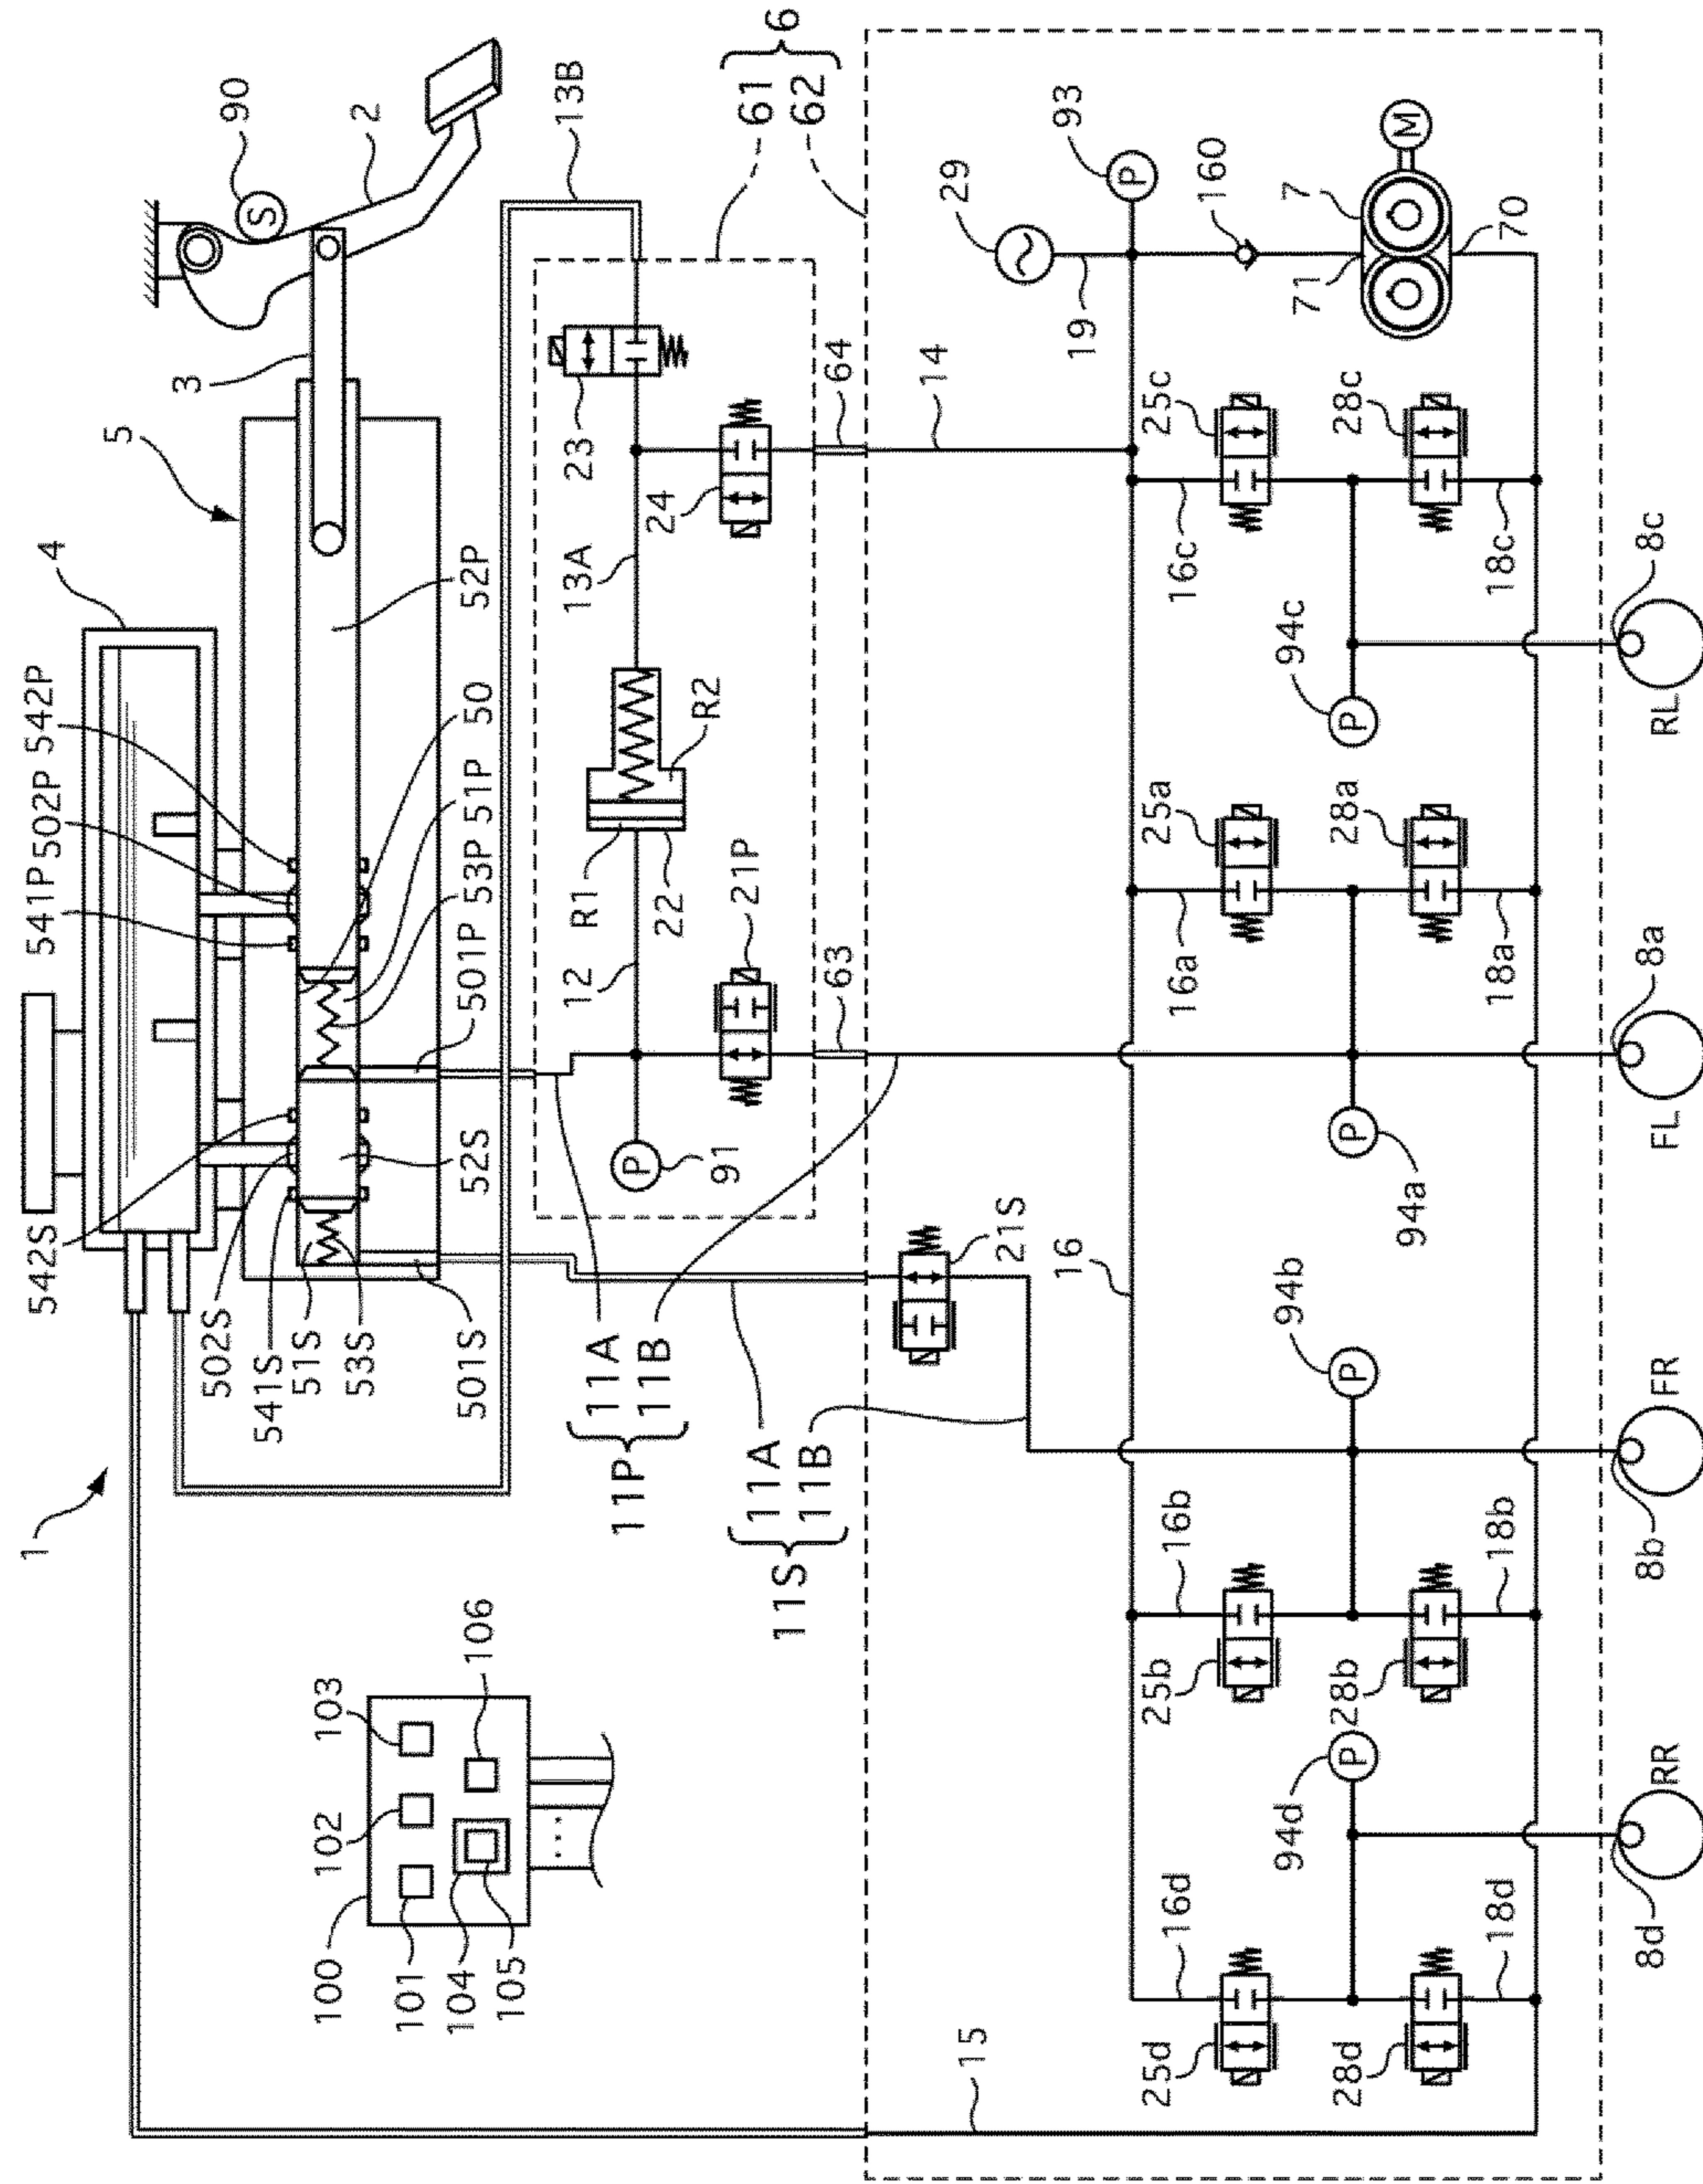 1
5
4
3
2
90
542P
502P
541P
52P
50
51P
53P
501P
542S
502S
541S
51S
53S
501S
52S
S
13B
6
61
62
23
24
13A
R2
R1
22
12
21P
91
P
64
63
14
11P
11A
11B
11S
11A
11B
21S
100
101
102
103
104
105
106
...
29
93
P
19
160
7
71
70
M
16
15
25c
28c
16c
18c
94c
P
25a
28a
16a
18a
94a
P
94b
P
16b
18b
25b
28b
94d
P
16d
18d
25d
28d
8c
RL
8a
FL
8b
FR
8d
RR